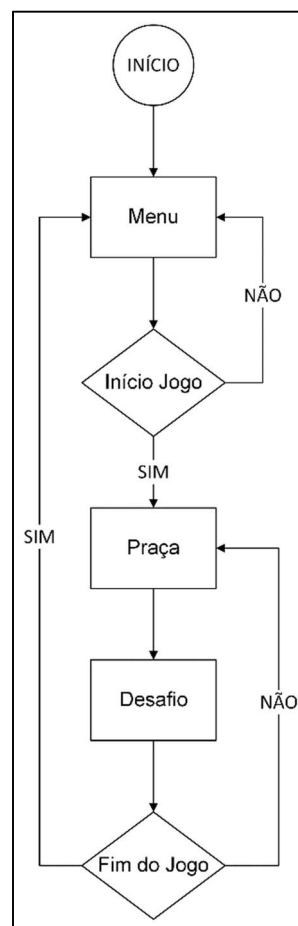 INÍCIO
Menu
NÃO
Início Jogo
SIM
Praça
SIM
Desafio
NÃO
Fim do Jogo